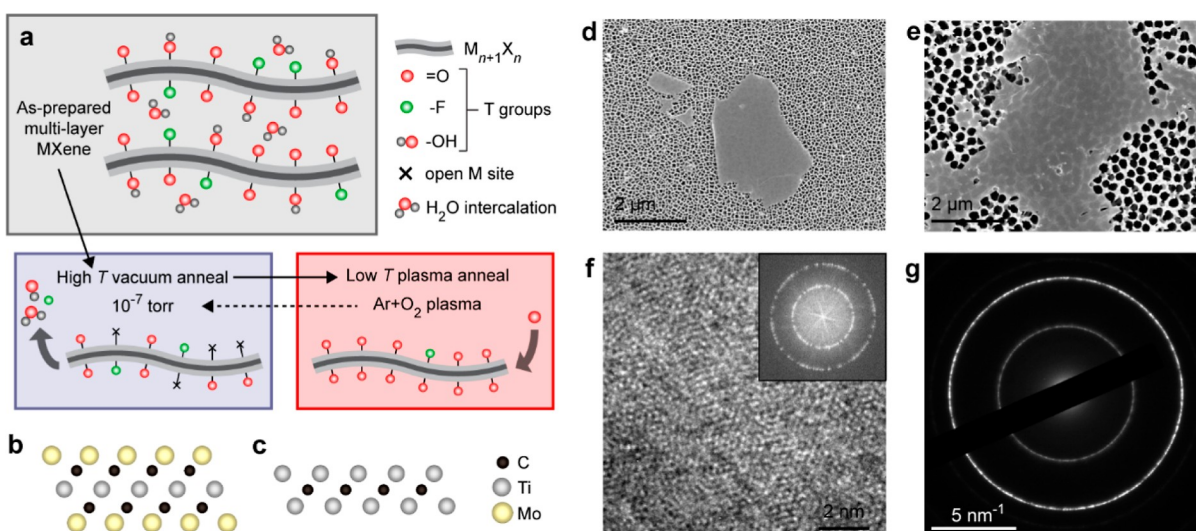 a
As-prepared
multi-layer
MXene
Mn+1Xn
=O
-F
T groups
-OH
open M site
H2O intercalation
High T vacuum anneal
10-7 torr
Low T plasma anneal
Ar+O2 plasma
b
c
C
Ti
Mo
d
2 µm
e
2 µm
f
2 nm
g
5 nm-1